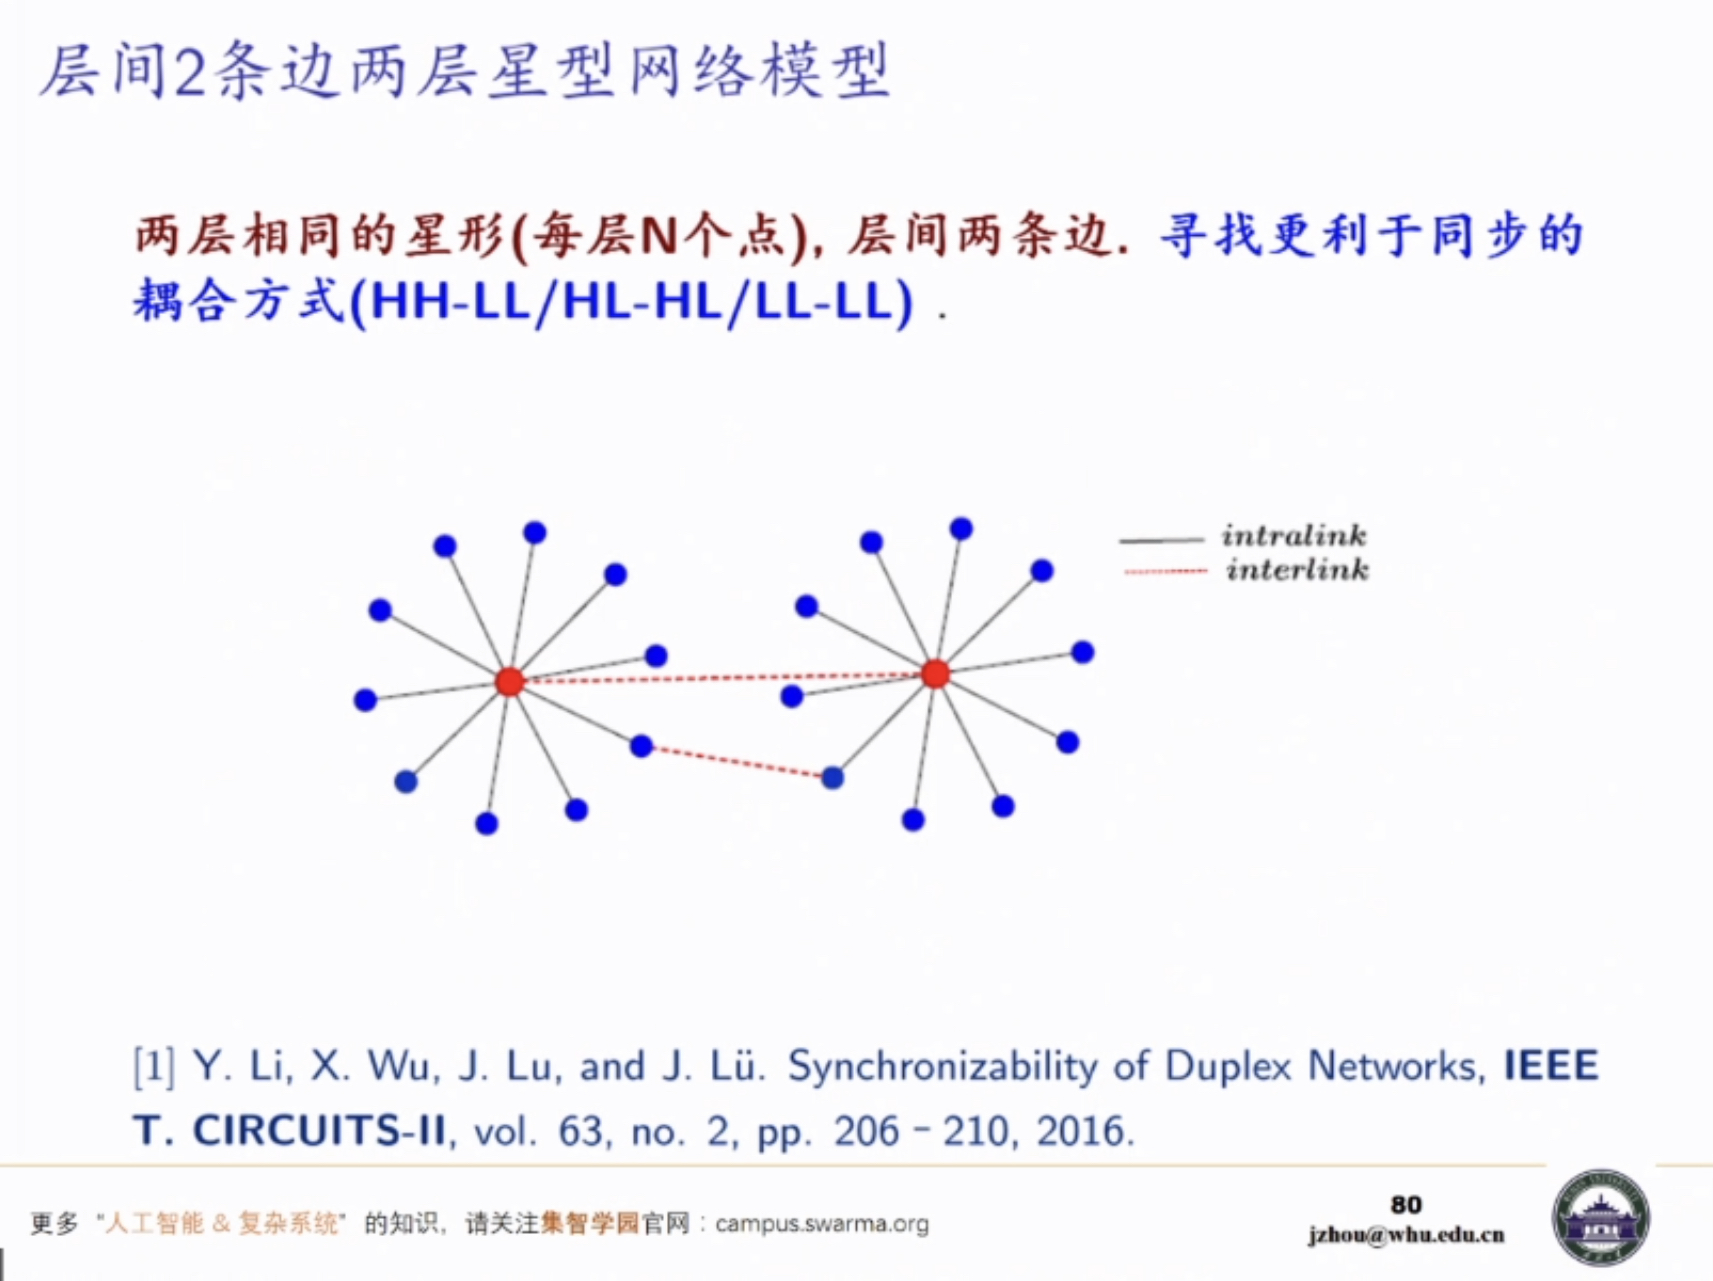 层间2条边两层星型网络模型
两层相同的星形(每层N个点), 层间两条边. 寻找更利于同步的
耦合方式(HH-LL/HL-HL/LL-LL) .
intralink
interlink
[1] Y. Li, X. Wu, J. Lu, and J. Lü. Synchronizability of Duplex Networks, IEEE
T. CIRCUITS-II, vol. 63, no. 2, pp. 206–210, 2016.
更多 “人工智能 & 复杂系统” 的知识, 请关注集智学园官网：campus.swarma.org
80
jzhou@whu.edu.cn